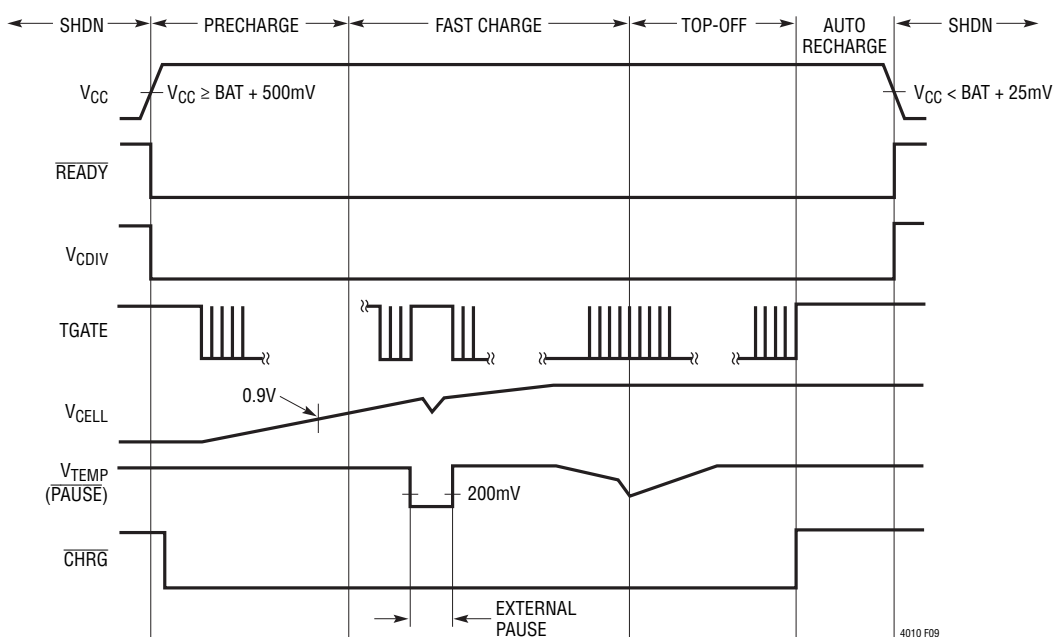 SHDN PRECHARGE FAST CHARGE TOP-OFF AUTO RECHARGE SHDN
VCC
VCC ≥ BAT + 500mV
VCC < BAT + 25mV
READY
VCDIV
TGATE
0.9V
VCELL
VTEMP
(PAUSE)
200mV
CHRG
EXTERNAL
PAUSE
4010 F09